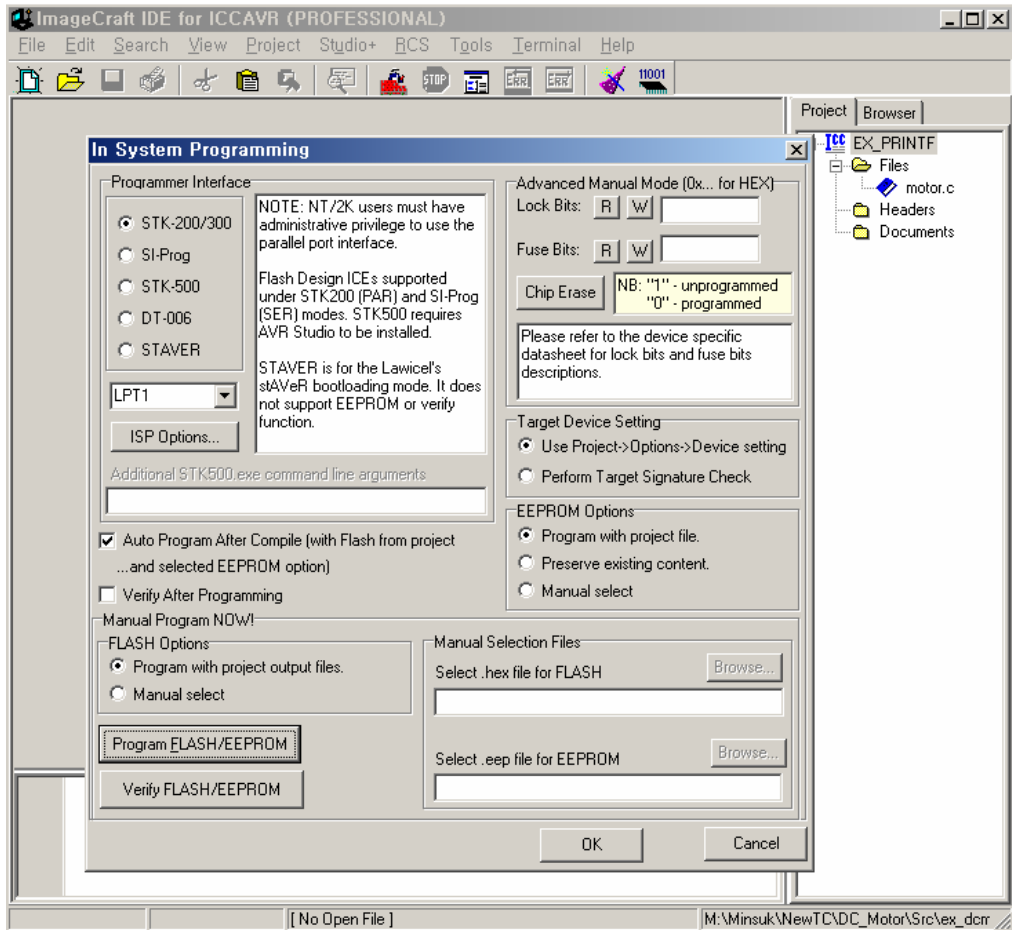 ImageCraft IDE for ICCAVR (PROFESSIONAL)
File Edit Search View Project Studio+ RCS Tools Terminal Help
STOP ERR ERR 11001
Project Browser
ICC EX_PRINTF
Files
motor.c
Headers
Documents
In System Programming
Programmer Interface
STK-200/300
SI-Prog
STK-500
DT-006
STAVER
LPT1
ISP Options...
NOTE: NT/2K users must have
administrative privilege to use the
parallel port interface.
Flash Design ICEs supported
under STK200 (PAR) and SI-Prog
(SER) modes. STK500 requires
AVR Studio to be installed.
STAVER is for the Lawicel's
stAVeR bootloading mode. It does
not support EEPROM or verify
function.
Additional STK500.exe command line arguments
Auto Program After Compile (with Flash from project
...and selected EEPROM option)
Verify After Programming
Advanced Manual Mode (0x... for HEX)
Lock Bits: R W
Fuse Bits: R W
Chip Erase
NB: "1" - unprogrammed
"0" - programmed
Please refer to the device specific
datasheet for lock bits and fuse bits
descriptions.
Target Device Setting
Use Project->Options->Device setting
Perform Target Signature Check
EEPROM Options
Program with project file.
Preserve existing content.
Manual select
Manual Program NOW!
FLASH Options
Program with project output files.
Manual select
Program FLASH/EEPROM
Verify FLASH/EEPROM
Manual Selection Files
Select .hex file for FLASH
Browse...
Select .eep file for EEPROM
Browse...
OK
Cancel
[ No Open File ]
M:\Minsuk\NewTC\DC_Motor\Src\ex_dcm